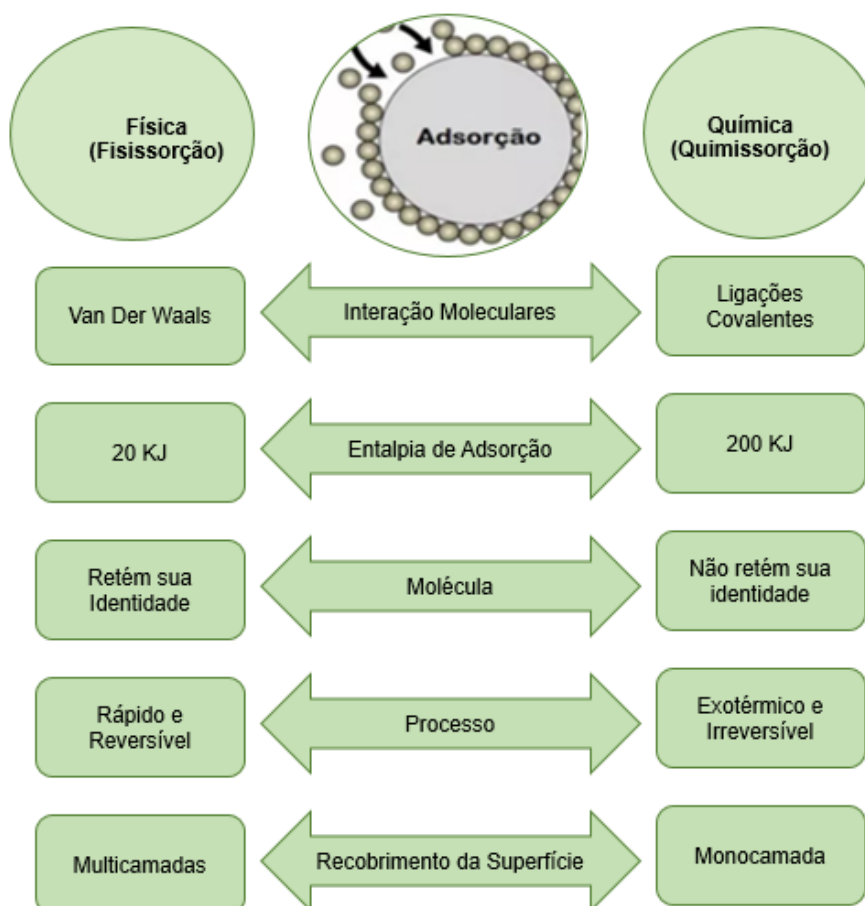 Física
(Fisissorção)
Adsorção
Química
(Quimissorção)
Van Der Waals
Interação Moleculares
Ligações
Covalentes
20 KJ
Entalpia de Adsorção
200 KJ
Retém sua
Identidade
Molécula
Não retém sua
identidade
Rápido e
Reversível
Processo
Exotérmico e
Irreversível
Multicamadas
Recobrimento da Superfície
Monocamada